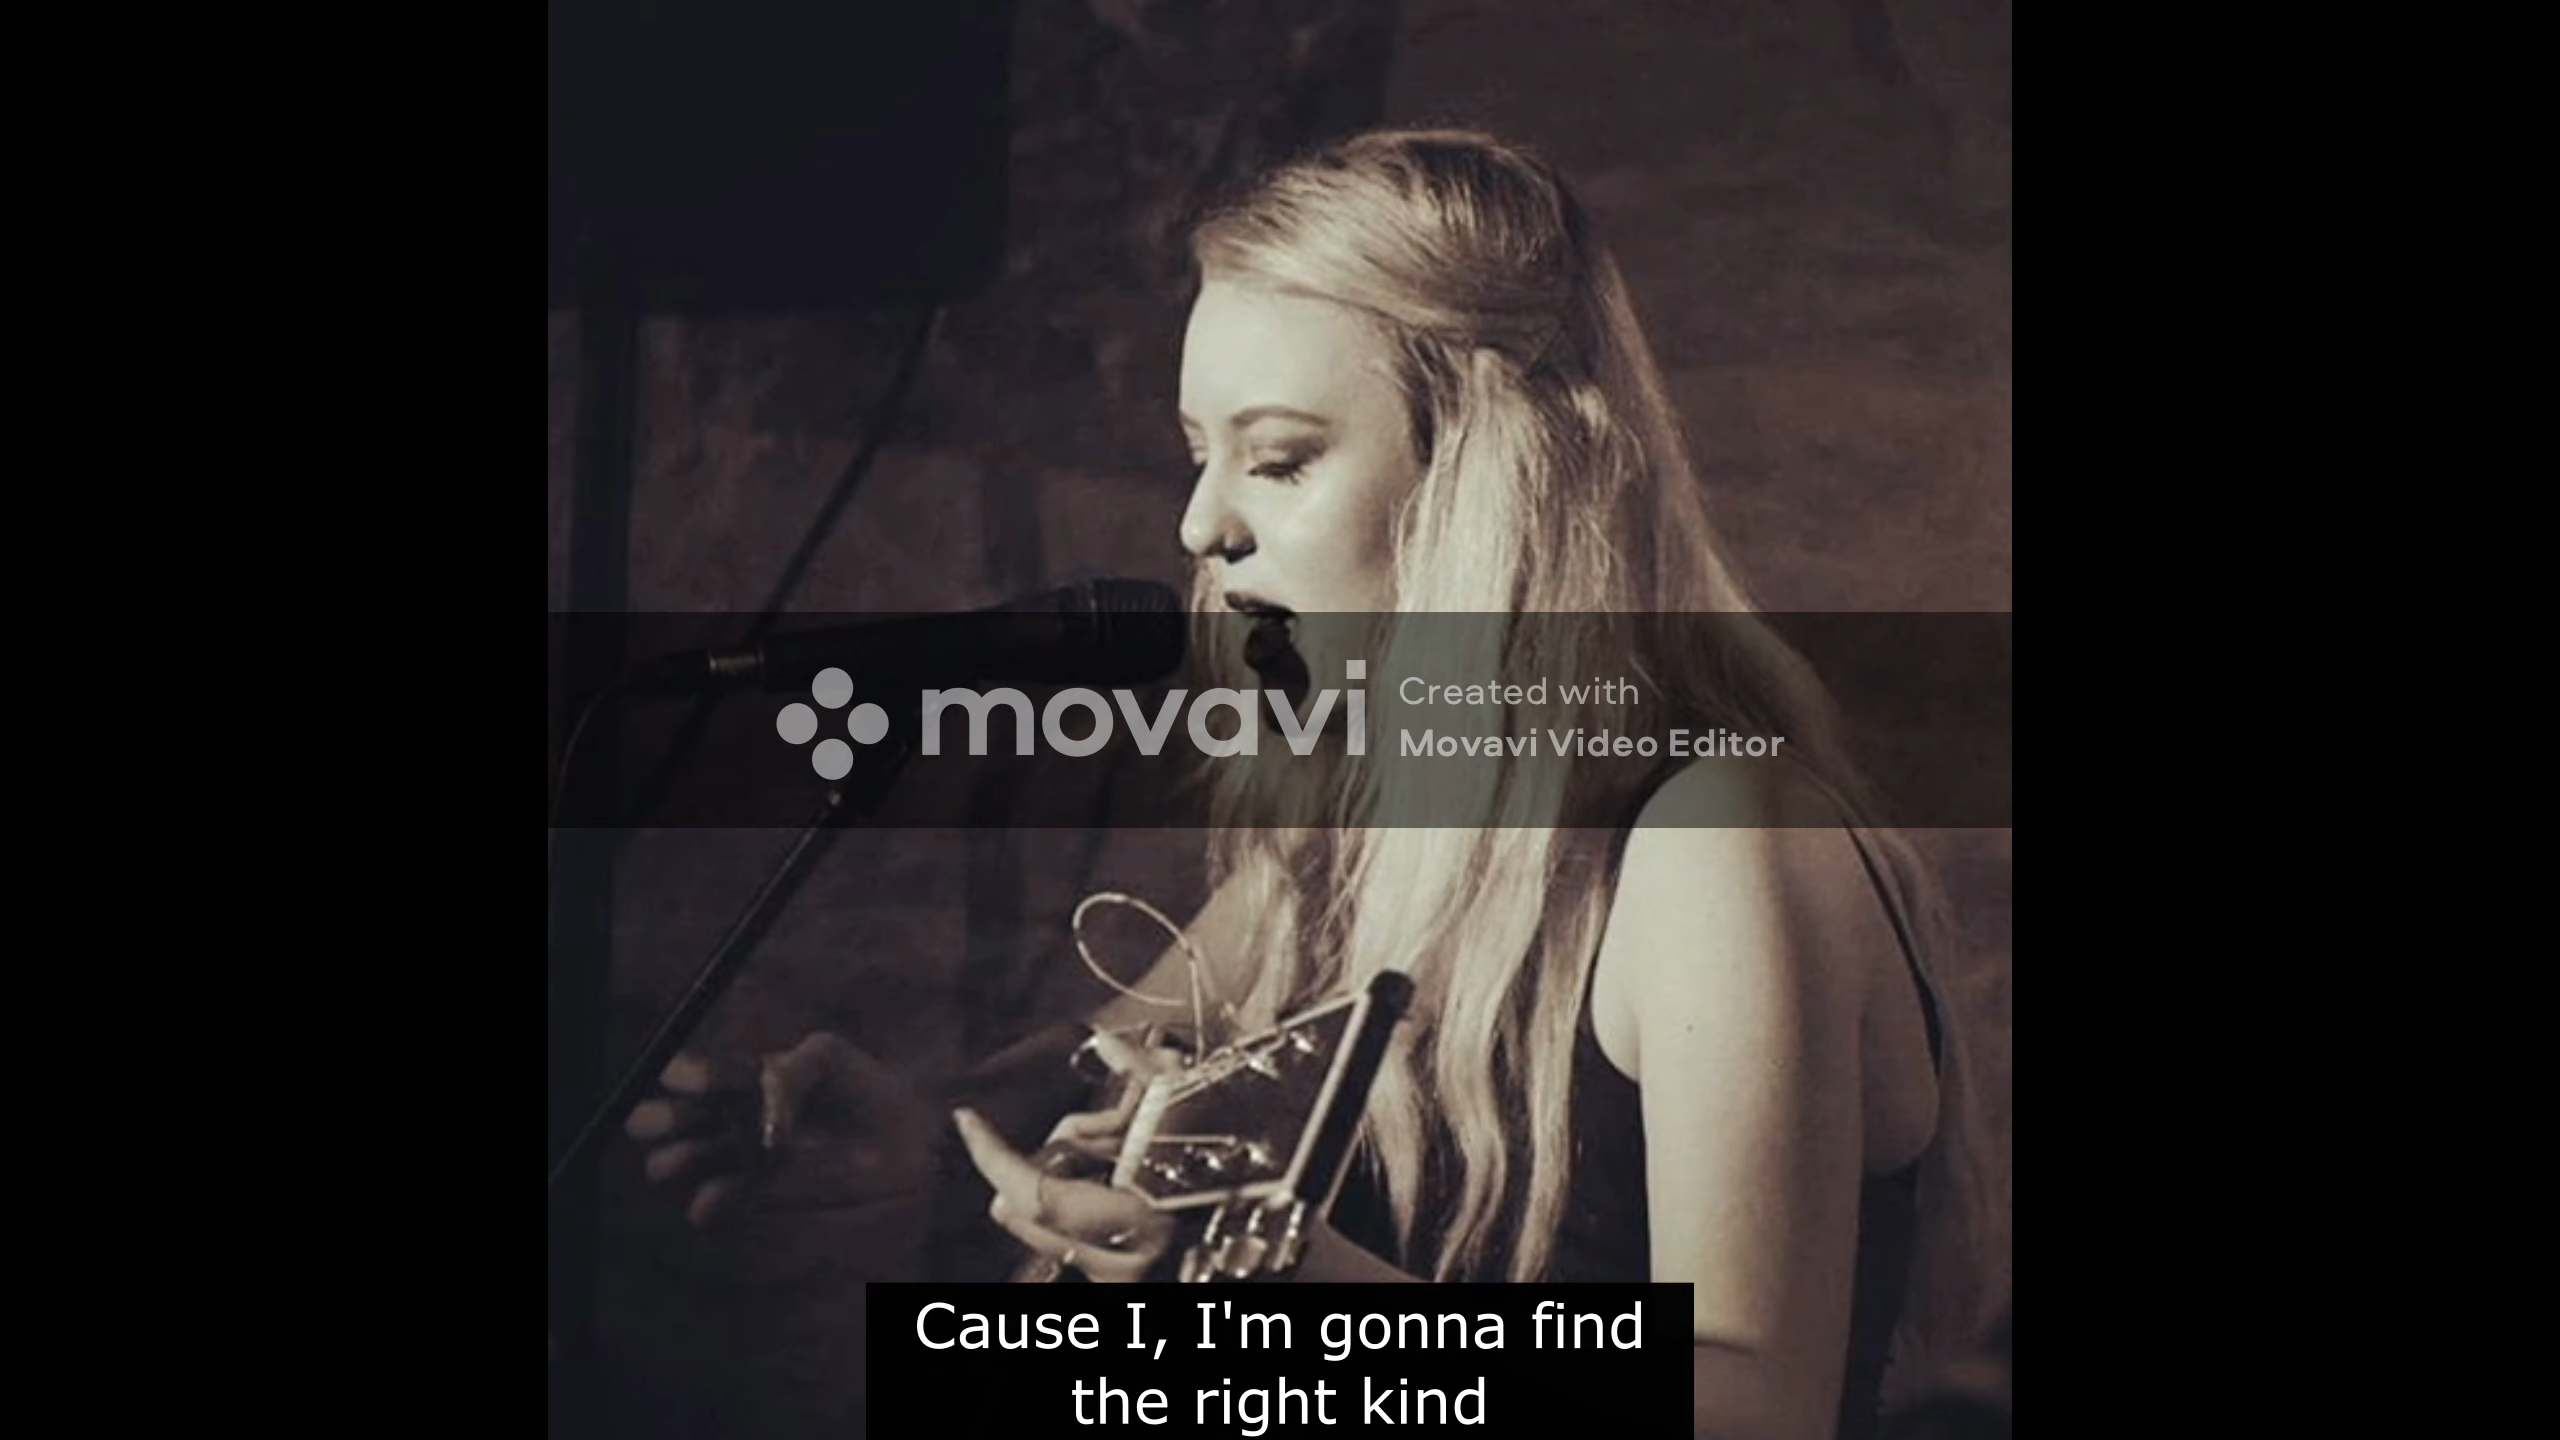 movavi
Created with
Movavi Video Editor
Cause I, I'm gonna find
the right kind